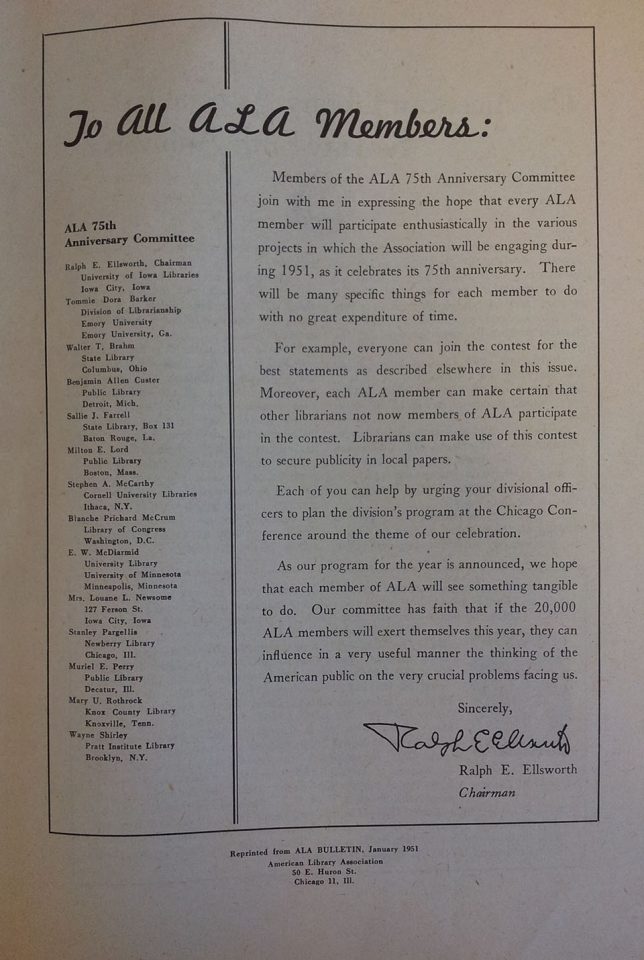 To All ALA Members:
ALA 75th
Anniversary Committee
Ralph E. Ellsworth, Chairman
University of Iowa Libraries
Iowa City, Iowa
Tommie Dora Barker
Division of Librarianship
Emory University
Emory University, Ga.
Walter T. Brahm
State Library
Columbus, Ohio
Benjamin Allen Custer
Public Library
Detroit, Mich.
Sallie J. Farrell
State Library, Box 131
Baton Rouge, La.
Milton E. Lord
Public Library
Boston, Mass.
Stephen A. McCarthy
Cornell University Libraries
Ithaca, N.Y.
Blanche Prichard McCrum
Library of Congress
Washington, D.C.
E. W. McDiarmid
University Library
University of Minnesota
Minneapolis, Minnesota
Mrs. Louane L. Newsome
127 Ferson St.
Iowa City, Iowa
Stanley Pargellis
Newberry Library
Chicago, Ill.
Muriel E. Perry
Public Library
Decatur, Ill.
Mary U. Rothrock
Knox County Library
Knoxville, Tenn.
Wayne Shirley
Pratt Institute Library
Brooklyn, N.Y.
Members of the ALA 75th Anniversary Committee
join with me in expressing the hope that every ALA
member will participate enthusiastically in the various
projects in which the Association will be engaging dur-
ing 1951, as it celebrates its 75th anniversary. There
will be many specific things for each member to do
with no great expenditure of time.
For example, everyone can join the contest for the
best statements as described elsewhere in this issue.
Moreover, each ALA member can make certain that
other librarians not now members of ALA participate
in the contest. Librarians can make use of this contest
to secure publicity in local papers.
Each of you can help by urging your divisional offi-
cers to plan the division's program at the Chicago Con-
ference around the theme of our celebration.
As our program for the year is announced, we hope
that each member of ALA will see something tangible
to do. Our committee has faith that if the 20,000
ALA members will exert themselves this year, they can
influence in a very useful manner the thinking of the
American public on the very crucial problems facing us.
Sincerely,
Ralph E Ellsworth
Ralph E. Ellsworth
Chairman
Reprinted from ALA BULLETIN, January 1951
American Library Association
50 E. Huron St.
Chicago 11, Ill.